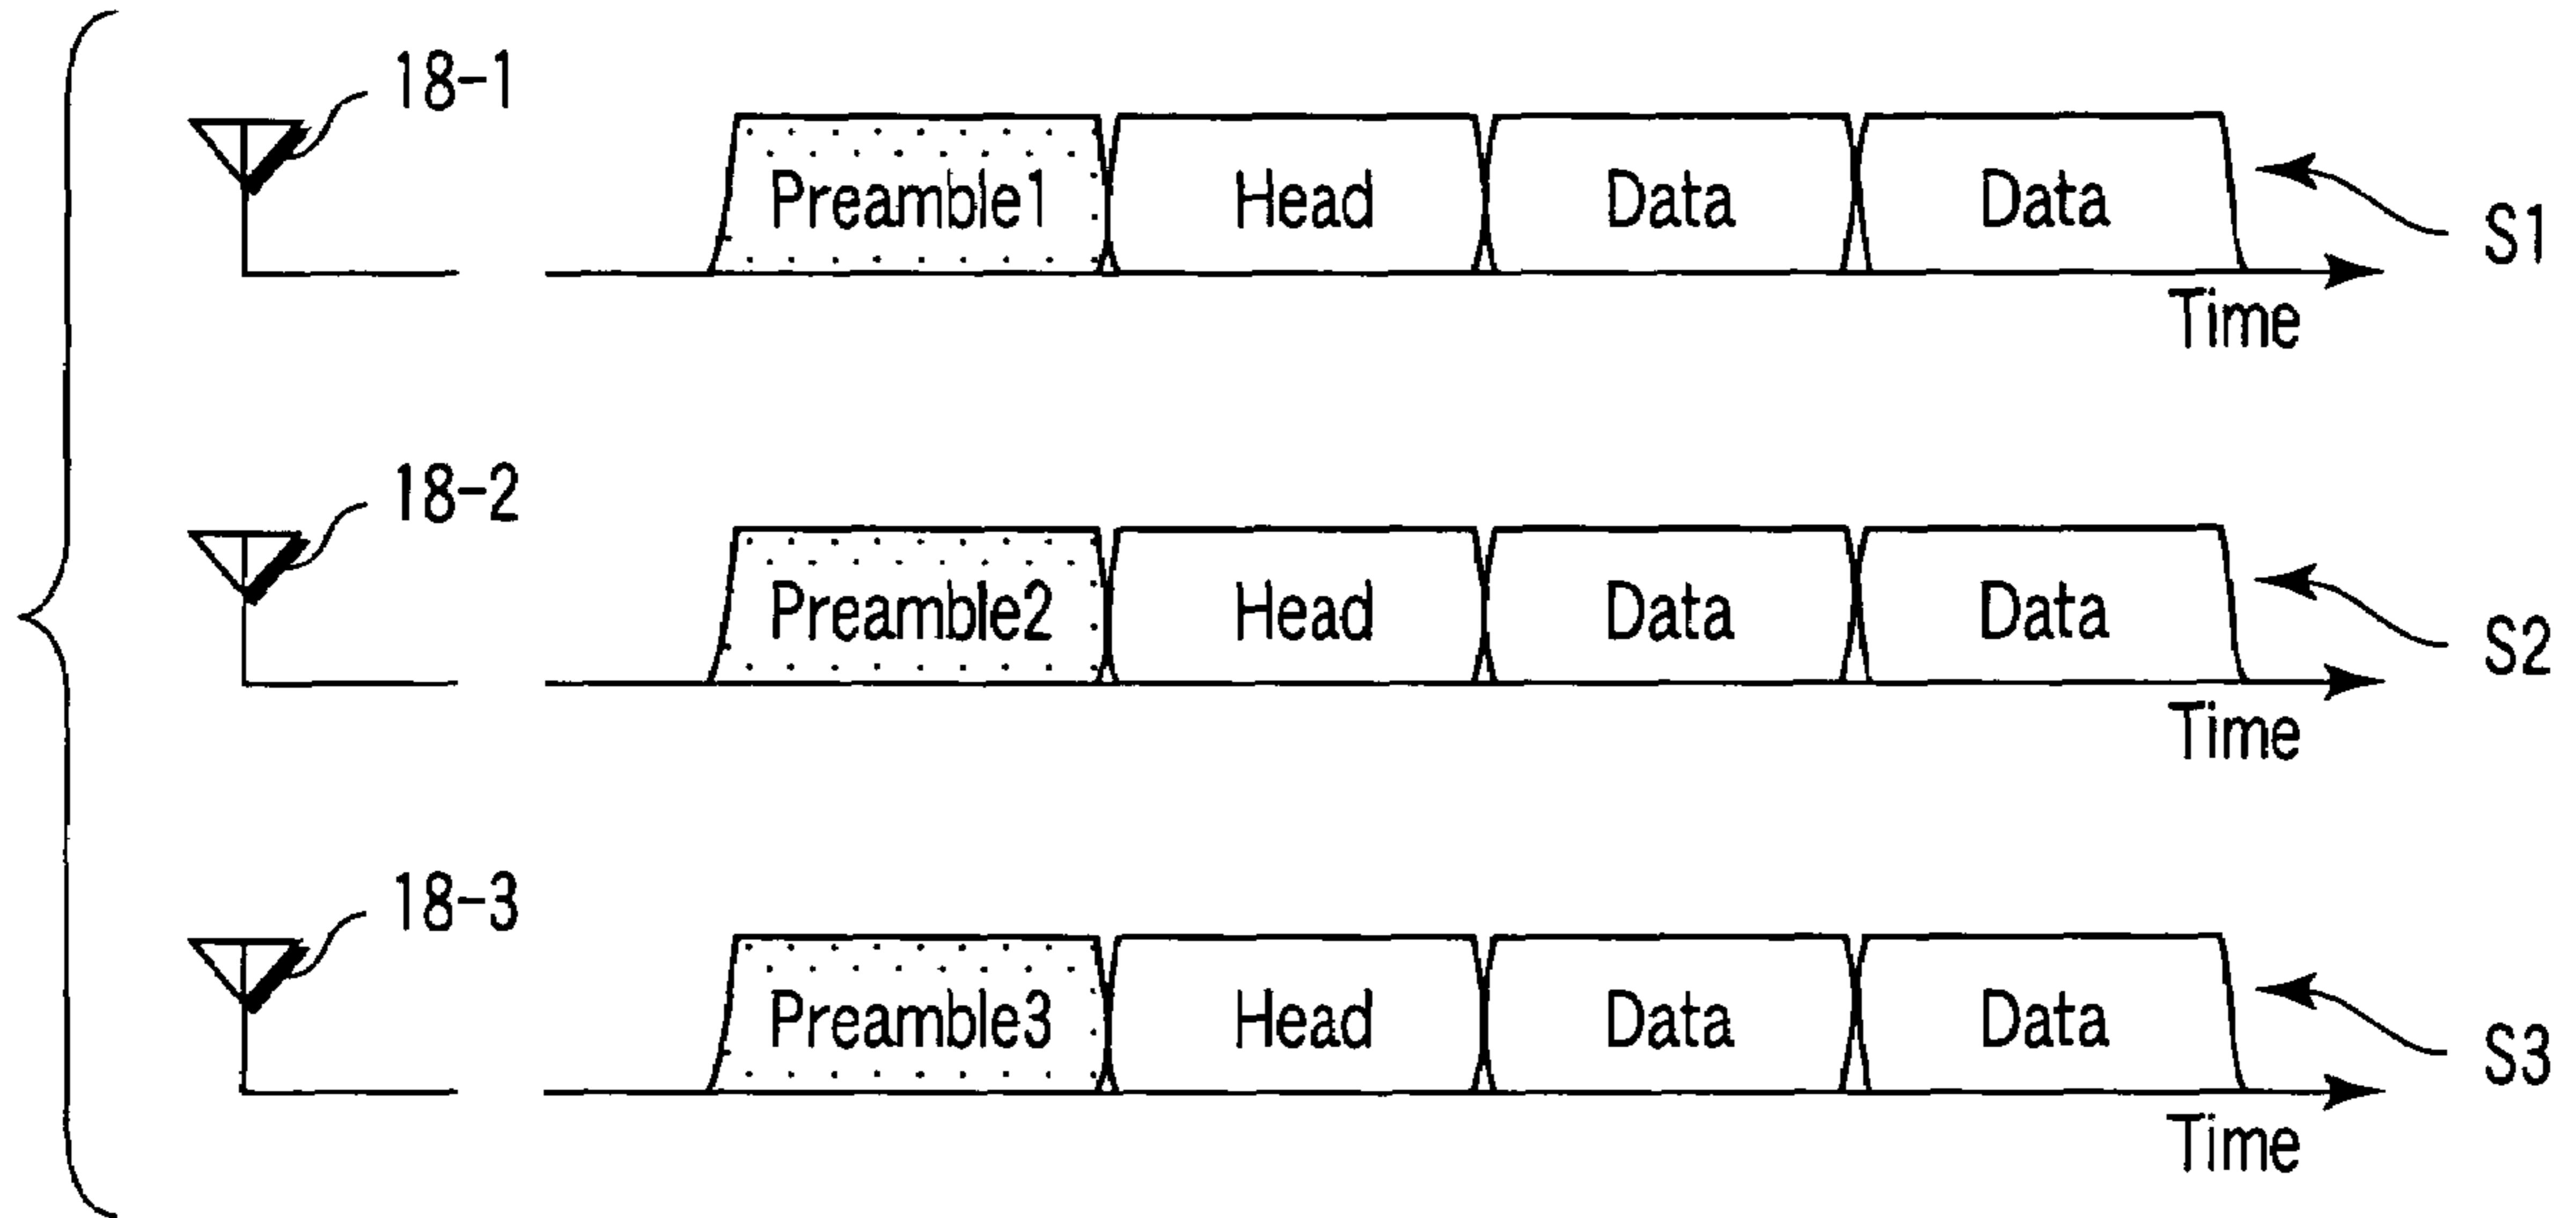 18-1
Preamble1 Head Data Data
S1
Time
18-2
Preamble2 Head Data Data
S2
Time
18-3
Preamble3 Head Data Data
S3
Time